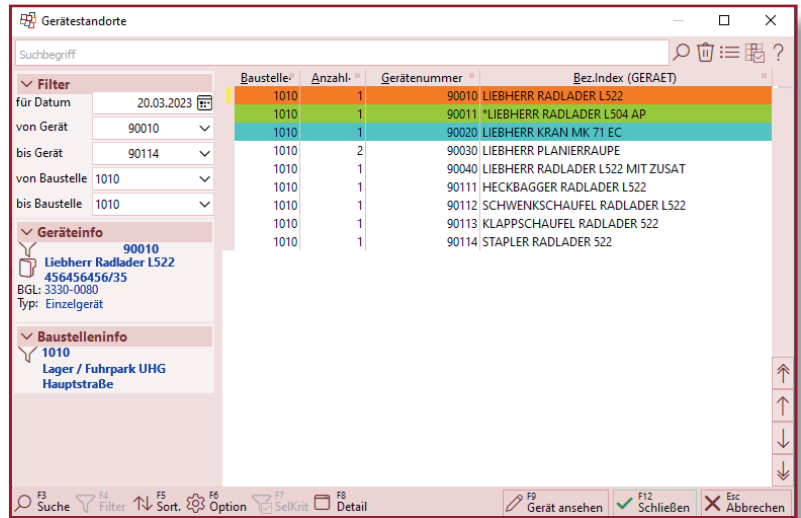 Gerätestandorte
Suchbegriff
Filter
für Datum 20.03.2023
von Gerät 90010
bis Gerät 90114
von Baustelle 1010
bis Baustelle 1010
Geräteinfo
90010
Liebherr Radlader L522
456456456/35
BGL: 3330-0080
Typ: Einzelgerät
Baustelleninfo
1010
Lager / Fuhrpark UHG
Hauptstraße
Baustelle Anzahl Gerätenummer Bez.Index (GERAET)
1010 1 90010 LIEBHERR RADLADER L522
1010 1 90011 *LIEBHERR RADLADER L504 AP
1010 1 90020 LIEBHERR KRAN MK 71 EC
1010 2 90030 LIEBHERR PLANIERRAUPE
1010 1 90040 LIEBHERR RADLADER L522 MIT ZUSAT
1010 1 90111 HECKBAGGER RADLADER L522
1010 1 90112 SCHWENKSCHAUFEL RADLADER L522
1010 1 90113 KLAPPSCHAUFEL RADLADER 522
1010 1 90114 STAPLER RADLADER 522
F3 Suche F4 Filter F5 Sort. F6 Option F7 SelKrit F8 Detail F9 Gerät ansehen F12 Schließen Esc Abbrechen